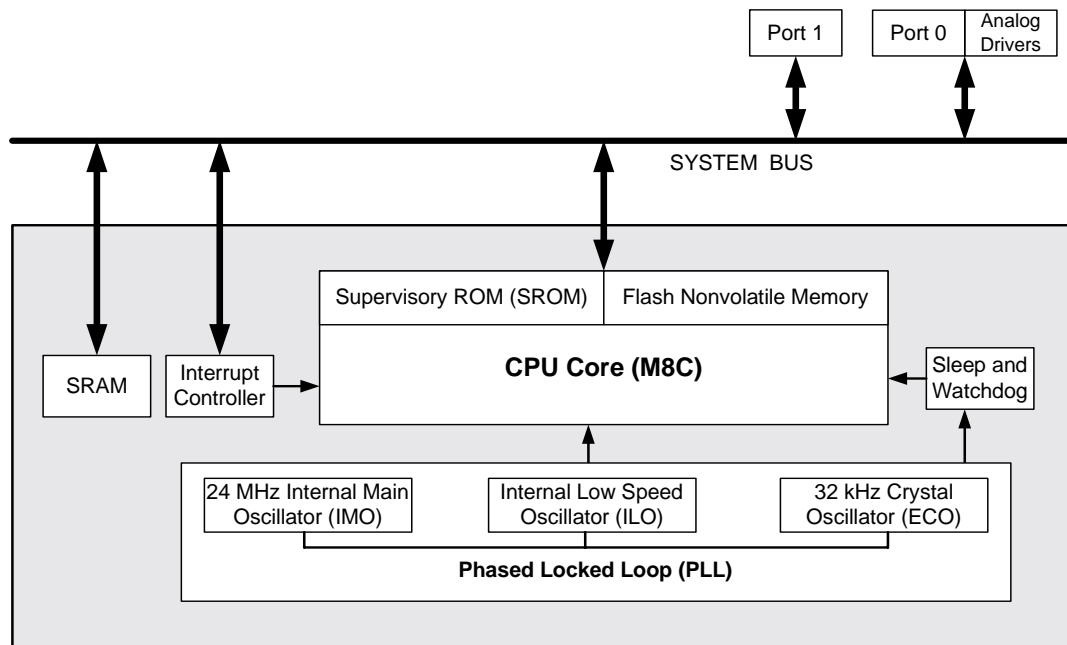 Port 1
Port 0
Analog
Drivers
SYSTEM BUS
Supervisory ROM (SROM)
Flash Nonvolatile Memory
CPU Core (M8C)
SRAM
Interrupt
Controller
Sleep and
Watchdog
24 MHz Internal Main
Oscillator (IMO)
Internal Low Speed
Oscillator (ILO)
32 kHz Crystal
Oscillator (ECO)
Phased Locked Loop (PLL)